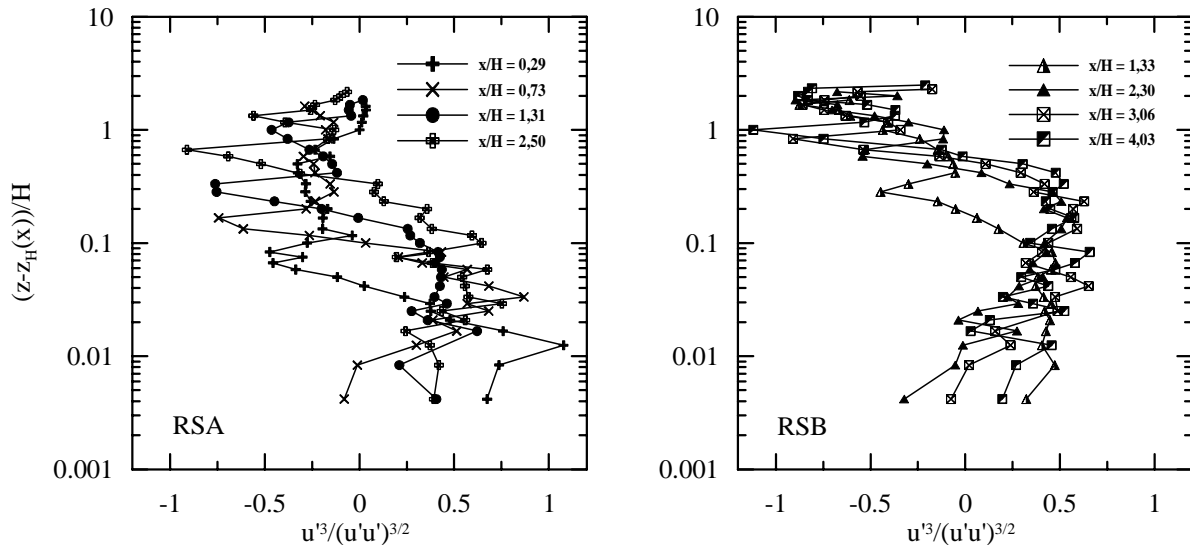 10
1
0.1
0.01
0.001
(z-z_H(x))/H
x/H = 0,29
x/H = 0,73
x/H = 1,31
x/H = 2,50
RSA
-1 -0.5 0 0.5 1
u'³/(u'u')³/²
10
1
0.1
0.01
0.001
x/H = 1,33
x/H = 2,30
x/H = 3,06
x/H = 4,03
RSB
-1 -0.5 0 0.5 1
u'³/(u'u')³/²